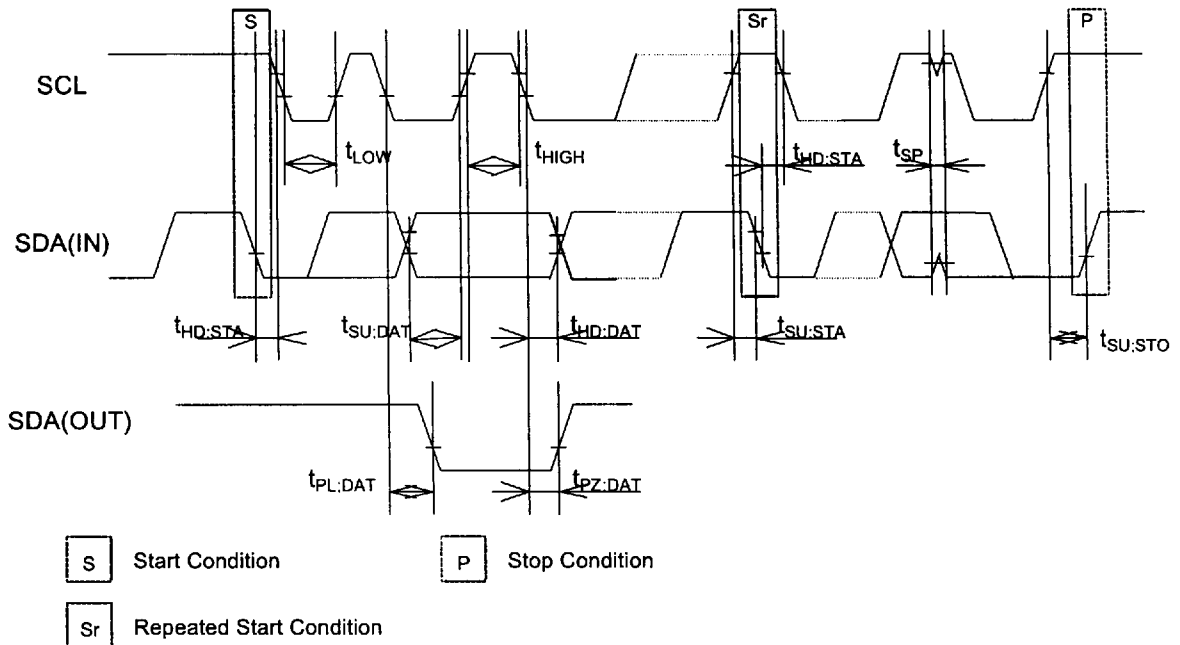 S Sr P
SCL
tLOW tHIGH tHD:STA tSP
SDA(IN)
tHD:STA tSU:DAT tHD:DAT tSU:STA tSU:STO
SDA(OUT)
tPL:DAT tPZ:DAT
S Start Condition P Stop Condition
Sr Repeated Start Condition